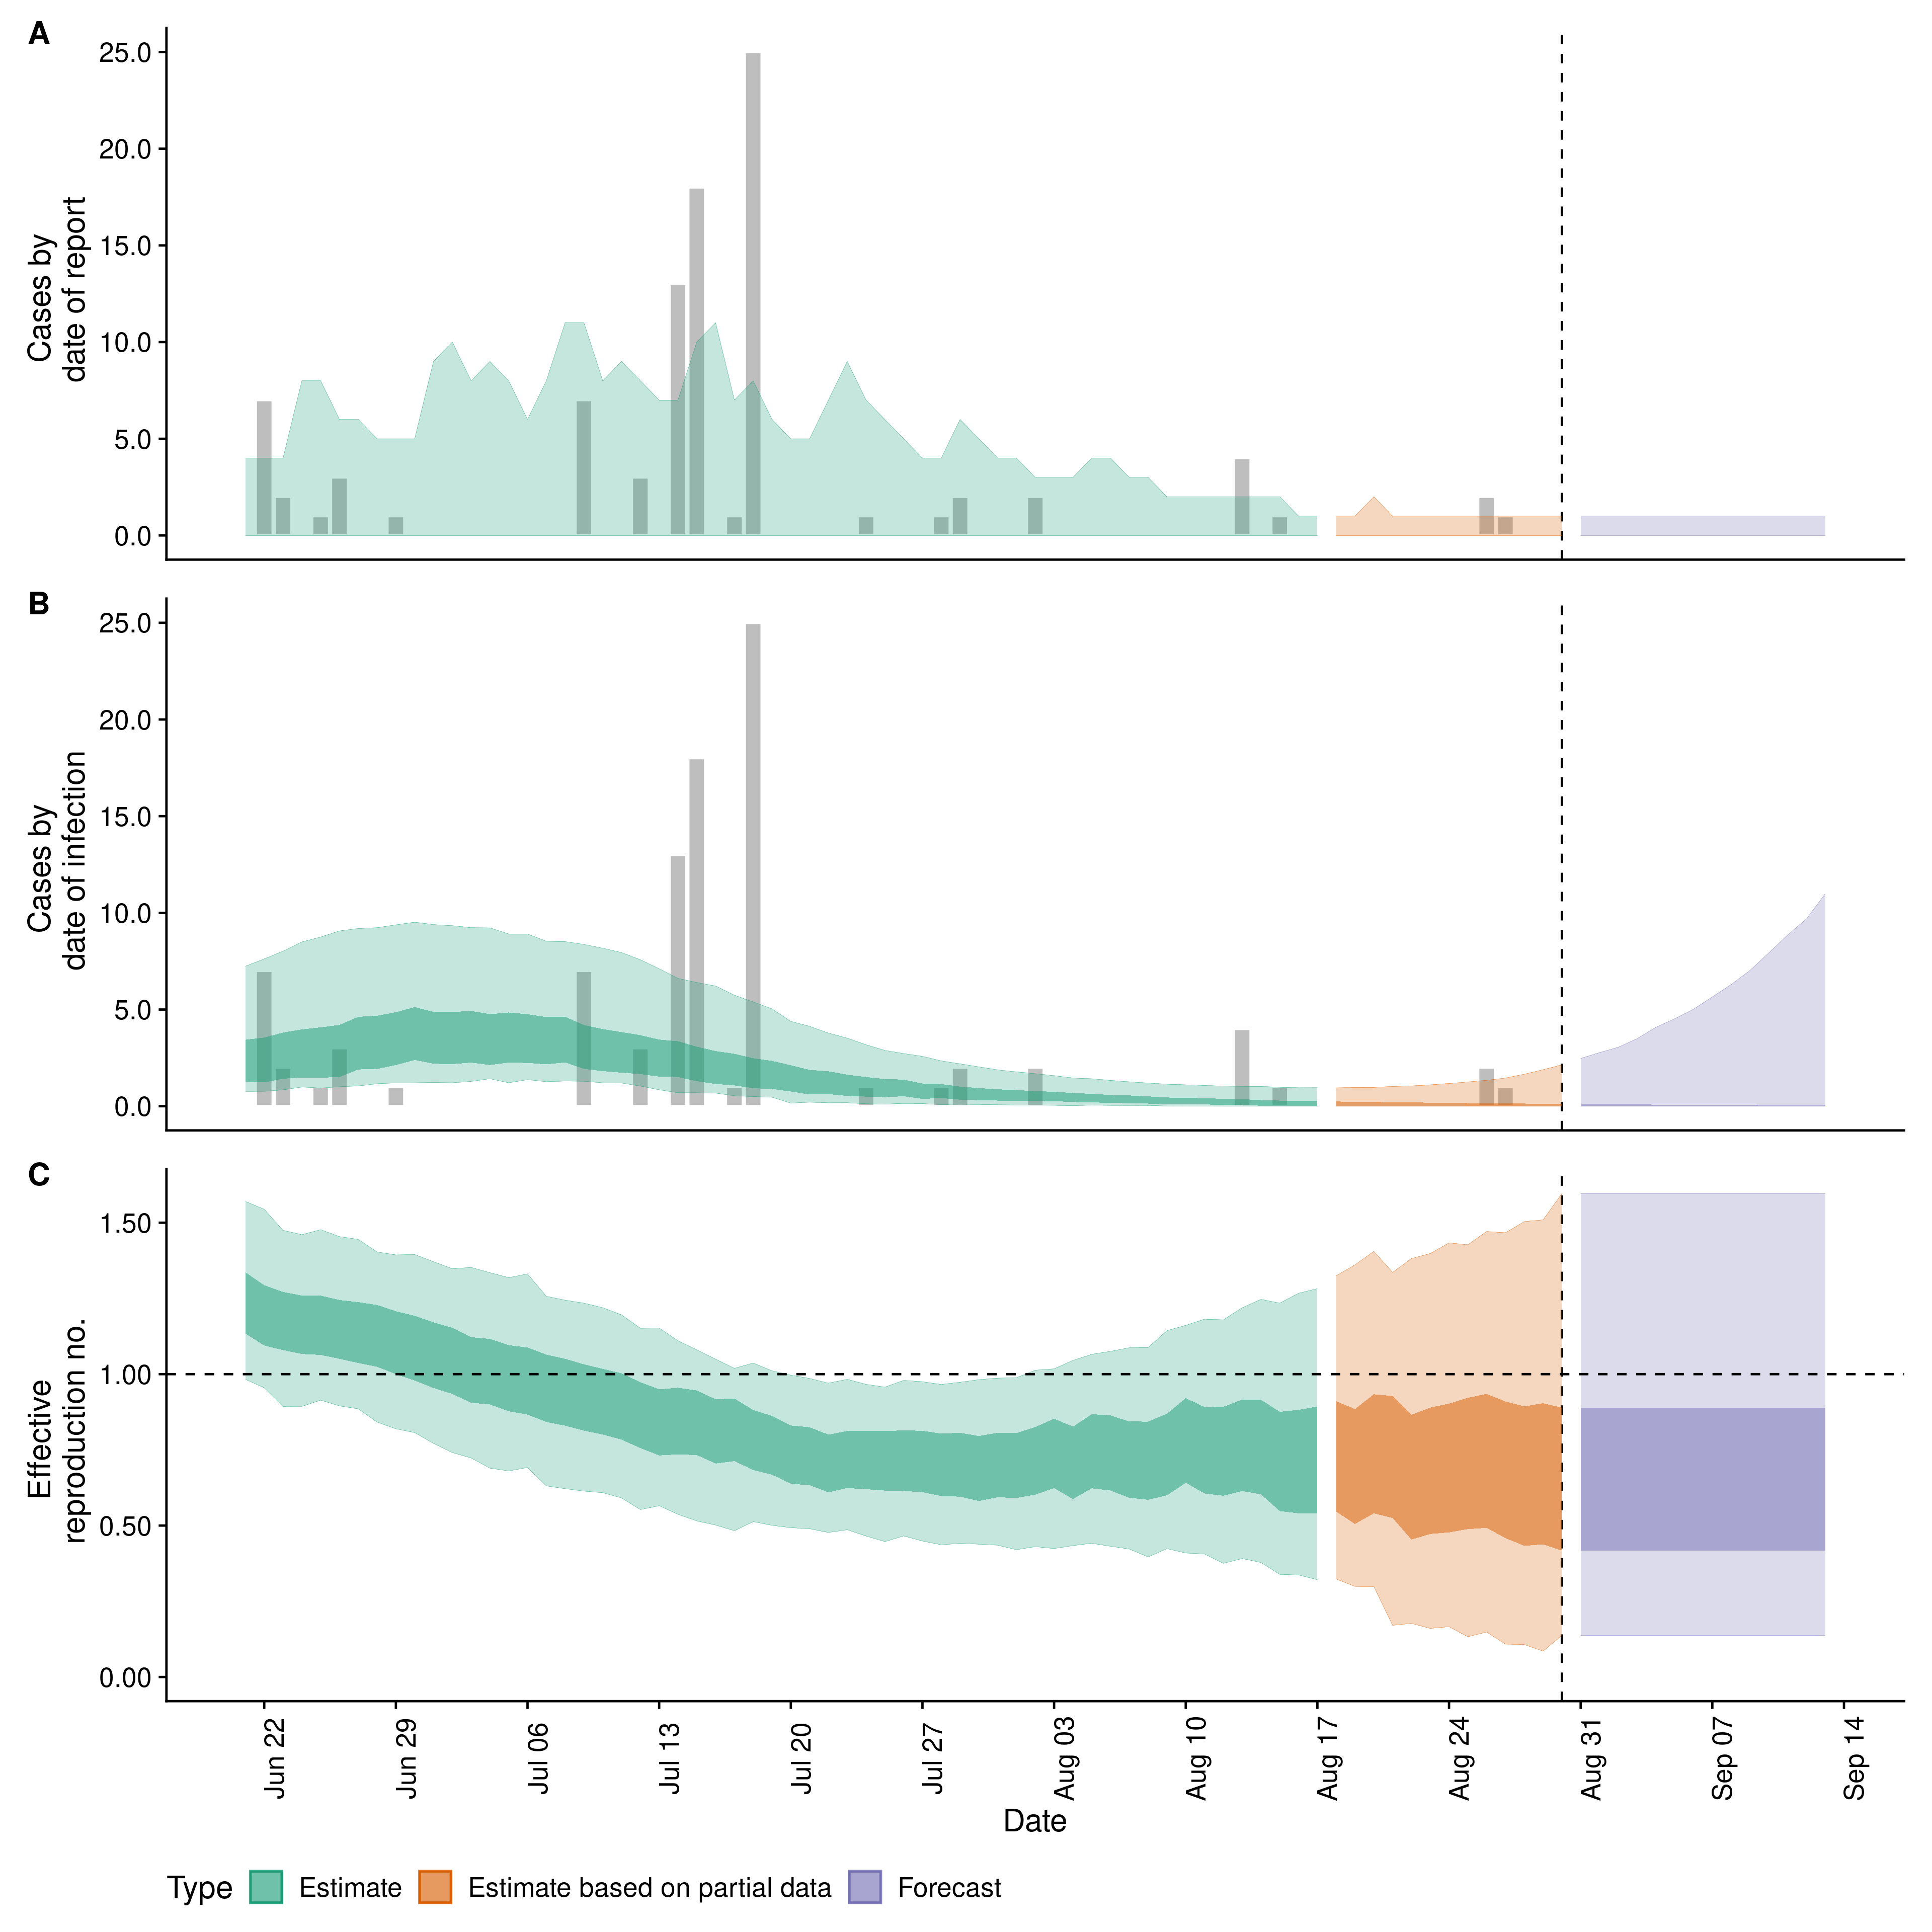 A
Cases by
date of report
25.0
20.0
15.0
10.0
5.0
0.0
B
Cases by
date of infection
25.0
20.0
15.0
10.0
5.0
0.0
C
Effective
reproduction no.
1.50
1.00
0.50
0.00
Jun 22
Jun 29
Jul 06
Jul 13
Jul 20
Jul 27
Aug 03
Aug 10
Aug 17
Aug 24
Aug 31
Sep 07
Sep 14
Date
Type Estimate Estimate based on partial data Forecast